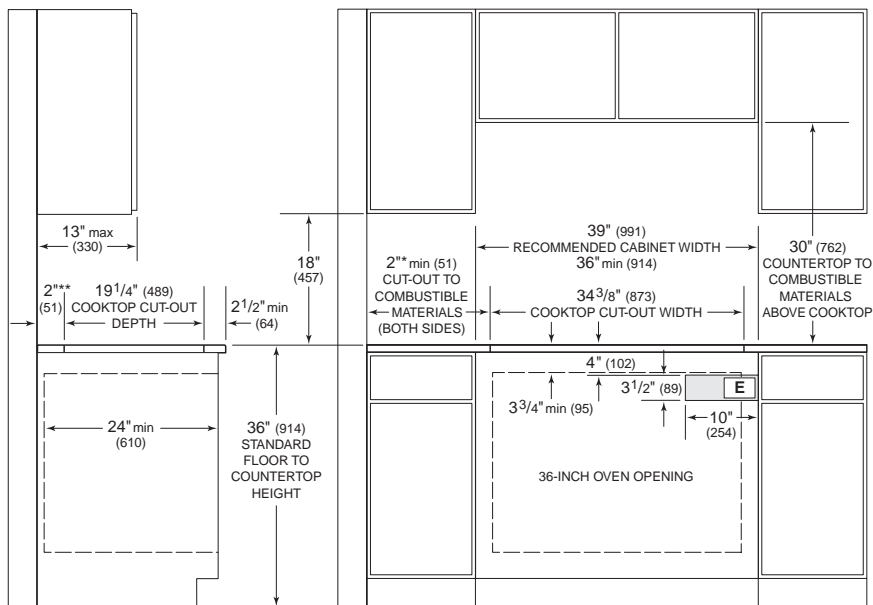 13" max
(330)
18"
(457)
39" (991)
RECOMMENDED CABINET WIDTH
36" min (914)
30" (762)
COUNTERTOP TO
COMBUSTIBLE
MATERIALS
ABOVE COOKTOP
2"**
(51)
19 1/4" (489)
COOKTOP CUT-OUT
DEPTH
2 1/2" min
(64)
2"* min (51)
CUT-OUT TO
COMBUSTIBLE
MATERIALS
(BOTH SIDES)
34 3/8" (873)
COOKTOP CUT-OUT WIDTH
4" (102)
3 1/2" (89)
E
3 3/4" min (95)
10"
(254)
24" min
(610)
36" (914)
STANDARD
FLOOR TO
COUNTERTOP
HEIGHT
36-INCH OVEN OPENING